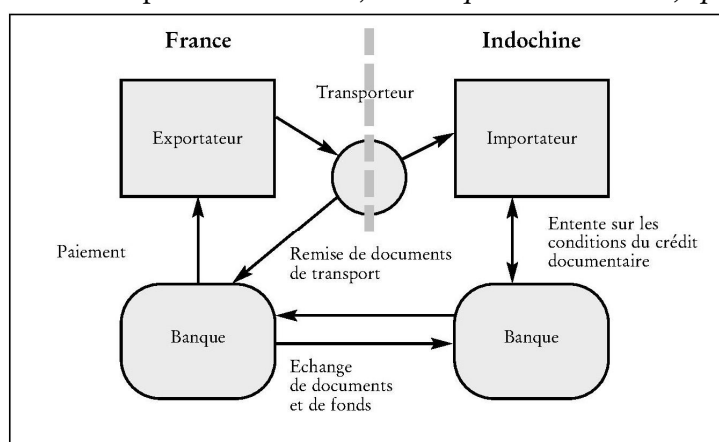 France
Indochine
Transporteur
Exportateur
Importateur
Paiement
Remise de documents
de transport
Entente sur les
conditions du crédit
documentaire
Banque
Banque
Echange
de documents
et de fonds